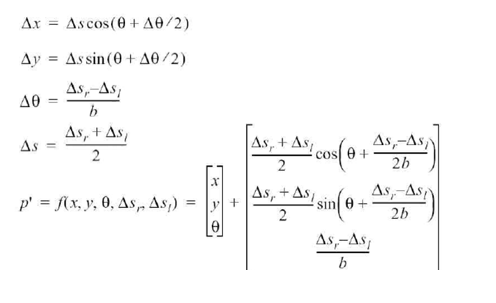 Δx = Δs cos(θ + Δθ/2)
Δy = Δs sin(θ + Δθ/2)
Δθ = (Δs_r – Δs_l) / b
Δs = (Δs_r + Δs_l) / 2
p' = f(x, y, θ, Δs_r, Δs_l) = [x y θ] + [(Δs_r + Δs_l)/2 cos(θ + (Δs_r – Δs_l)/2b) (Δs_r + Δs_l)/2 sin(θ + (Δs_r – Δs_l)/2b) (Δs_r – Δs_l)/b]